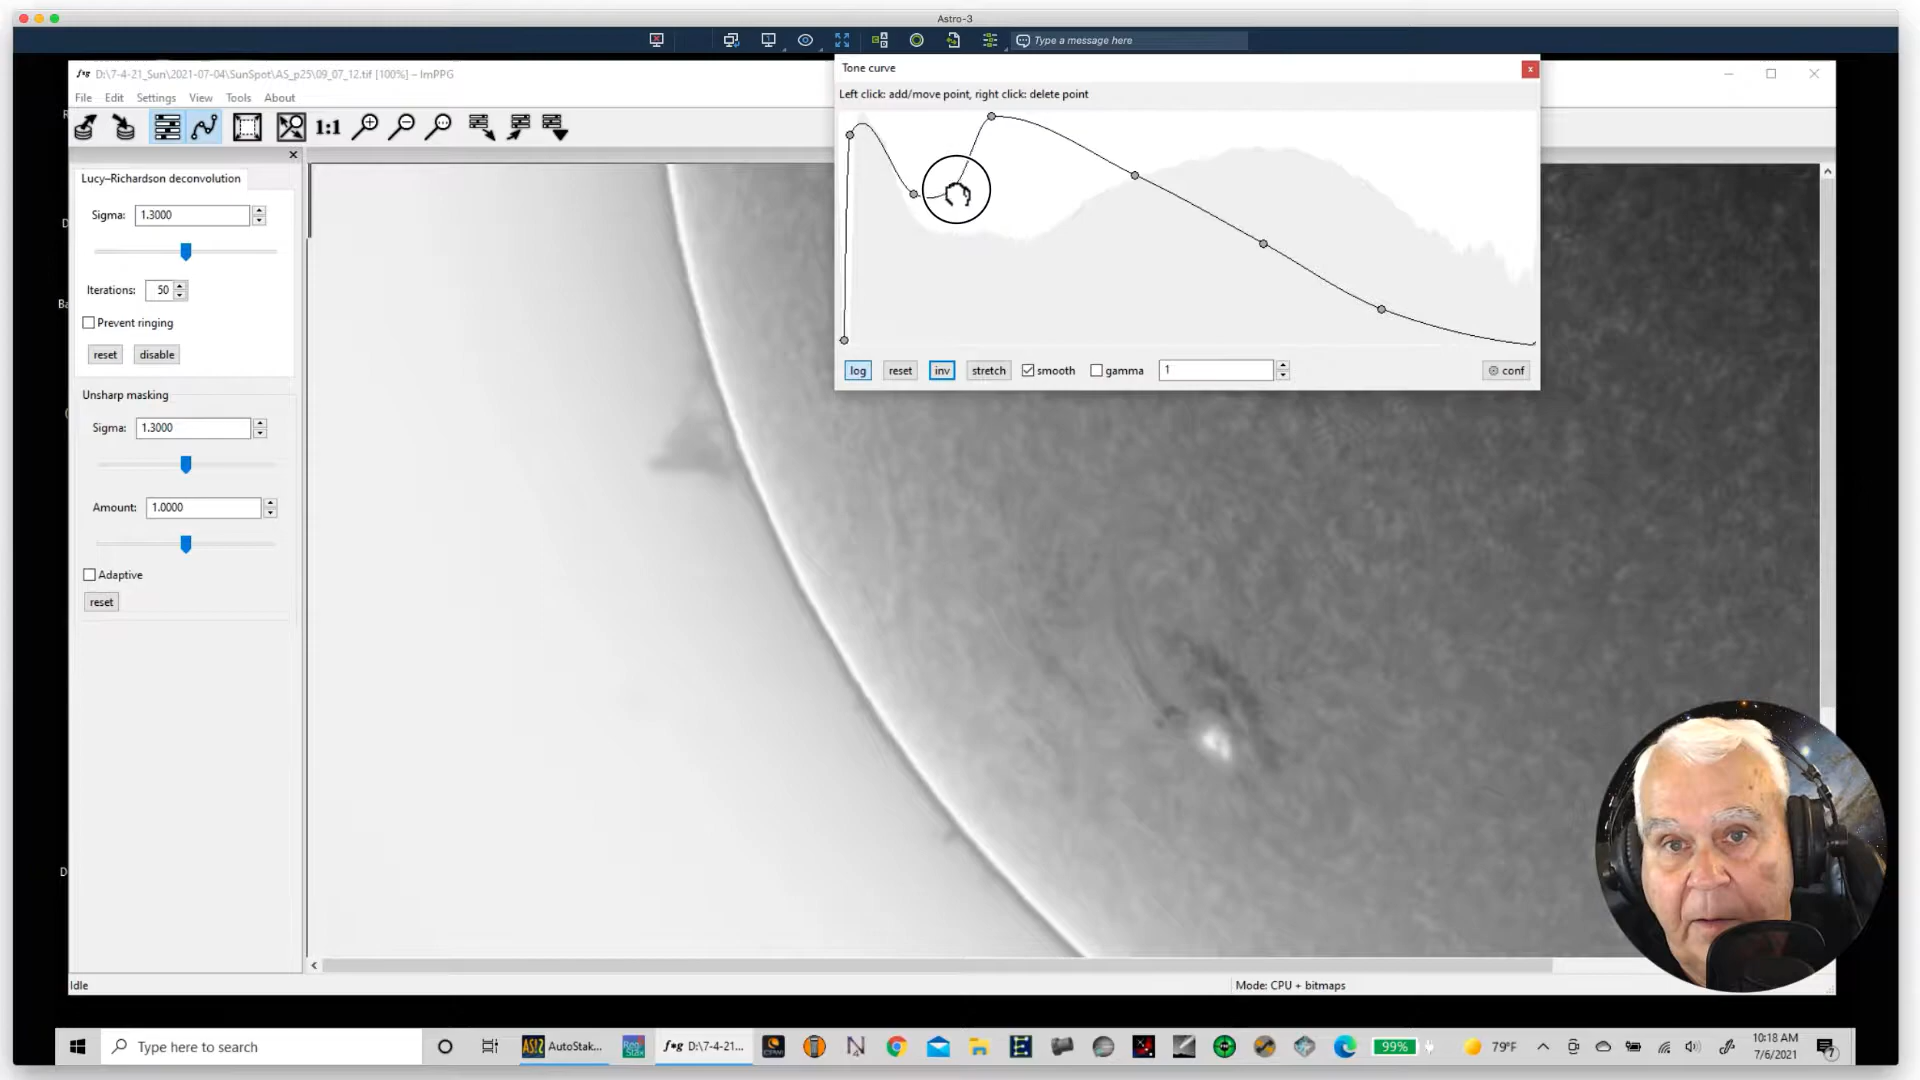 Astro-3
Type a message here
D:\7-4-21_Sun\2021-07-04\SunSpot\AS_p25\09_07_12.tif [100%] - ImPPG
File Edit Settings View Tools About
1:1
Tone curve
Left click: add/move point, right click: delete point
log reset inv stretch smooth gamma 1 conf
Lucy–Richardson deconvolution
Sigma: 1.3000
Iterations: 50
Prevent ringing
reset disable
Unsharp masking
Sigma: 1.3000
Amount: 1.0000
Adaptive
reset
R
D
Ba
D
Idle
Mode: CPU + bitmaps
Type here to search
AS!2 AutoStak...
D:\7-4-21...
99%
79°F
10:18 AM
7/6/2021
7